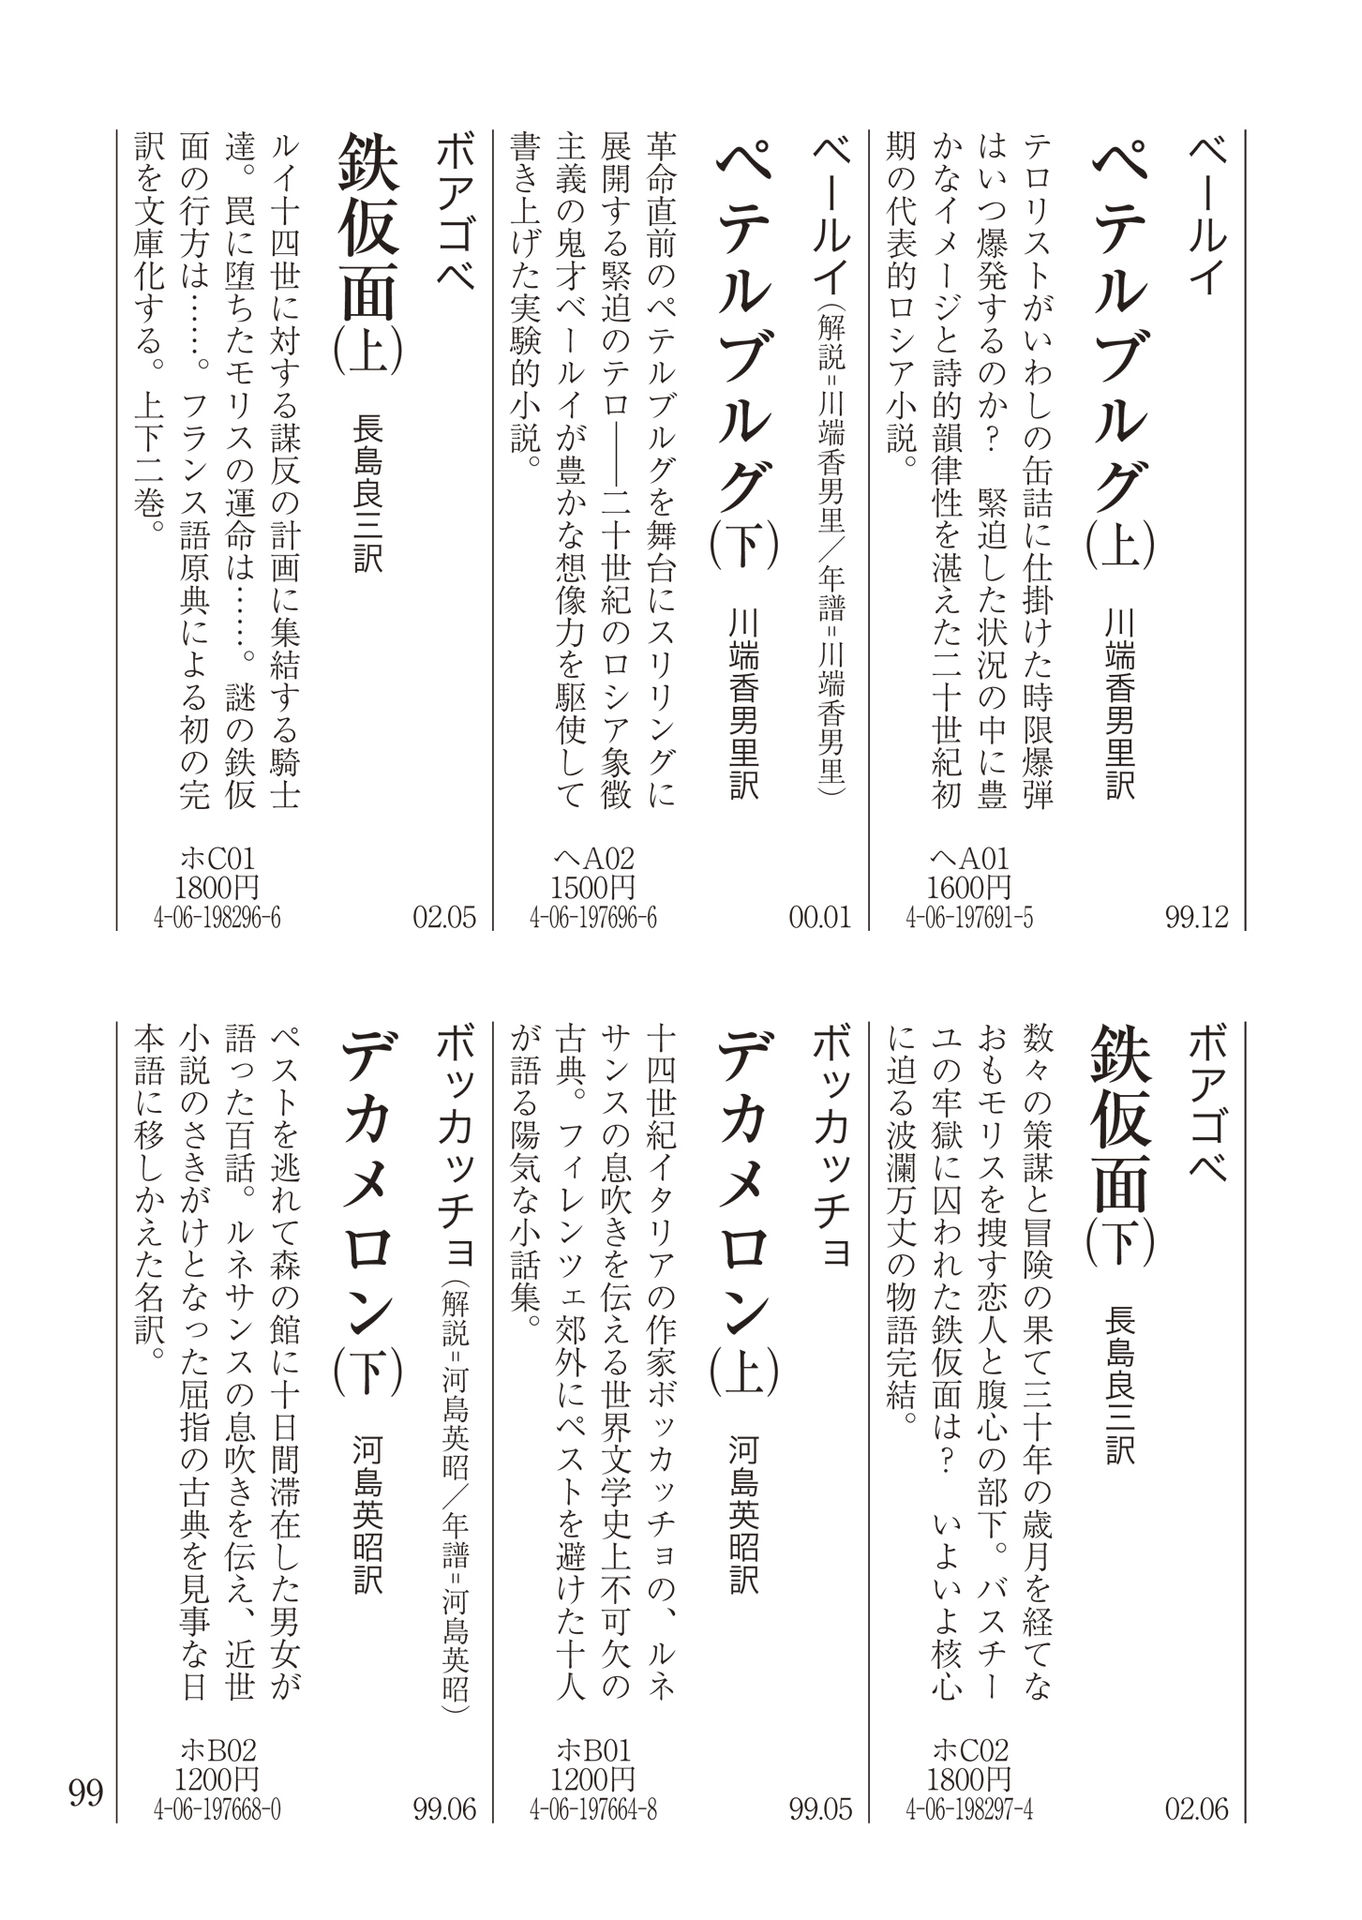 ベールイ
ペテルブルグ(上)　川端香男里訳
テロリストがいわしの缶詰に仕掛けた時限爆弾
はいつ爆発するのか？　緊迫した状況の中に豊
かなイメージと詩的韻律性を湛えた二十世紀初
期の代表的ロシア小説。
ヘA01
1600円
4-06-197691-5
99.12
ベールイ(解説=川端香男里／年譜=川端香男里)
ペテルブルグ(下)　川端香男里訳
革命直前のペテルブルグを舞台にスリリングに
展開する緊迫のテロ――二十世紀のロシア象徴
主義の鬼才ベールイが豊かな想像力を駆使して
書き上げた実験的小説。
ヘA02
1500円
4-06-197696-6
00.01
ボアゴベ
鉄仮面(上)　長島良三訳
ルイ十四世に対する謀反の計画に集結する騎士
達。罠に堕ちたモリスの運命は……。謎の鉄仮
面の行方は……。フランス語原典による初の完
訳を文庫化する。上下二巻。
ホC01
1800円
4-06-198296-6
02.05
ボアゴベ
鉄仮面(下)　長島良三訳
数々の策謀と冒険の果て三十年の歳月を経てな
おもモリスを捜す恋人と腹心の部下。バスチー
ユの牢獄に囚われた鉄仮面は？　いよいよ核心
に迫る波瀾万丈の物語完結。
ホC02
1800円
4-06-198297-4
02.06
ボッカッチョ
デカメロン(上)　河島英昭訳
十四世紀イタリアの作家ボッカッチョの、ルネ
サンスの息吹きを伝える世界文学史上不可欠の
古典。フィレンツェ郊外にペストを避けた十人
が語る陽気な小話集。
ホB01
1200円
4-06-197664-8
99.05
ボッカッチョ(解説=河島英昭／年譜=河島英昭)
デカメロン(下)　河島英昭訳
ペストを逃れて森の館に十日間滞在した男女が
語った百話。ルネサンスの息吹きを伝え、近世
小説のさきがけとなった屈指の古典を見事な日
本語に移しかえた名訳。
ホB02
1200円
4-06-197668-0
99.06
99